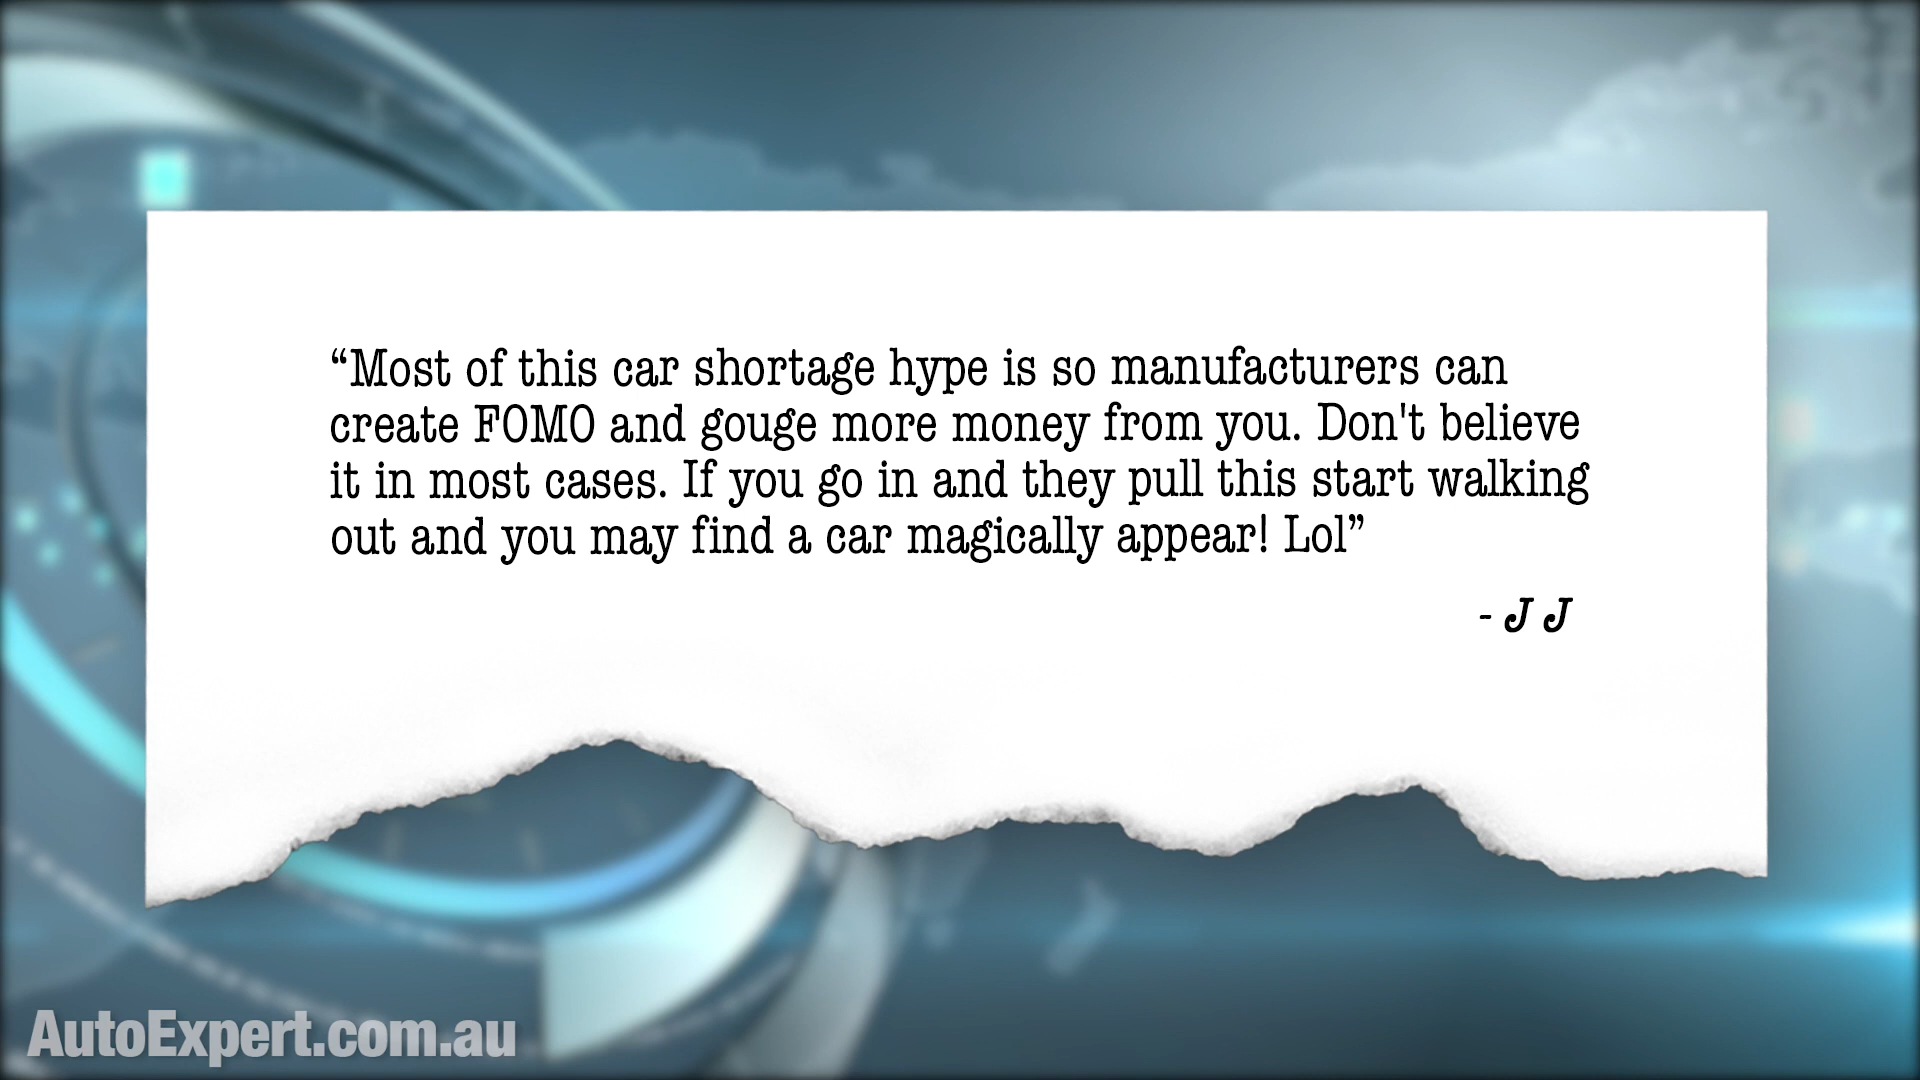 “Most of this car shortage hype is so manufacturers can
create FOMO and gouge more money from you. Don't believe
it in most cases. If you go in and they pull this start walking
out and you may find a car magically appear! Lol”
- J J
AutoExpert.com.au